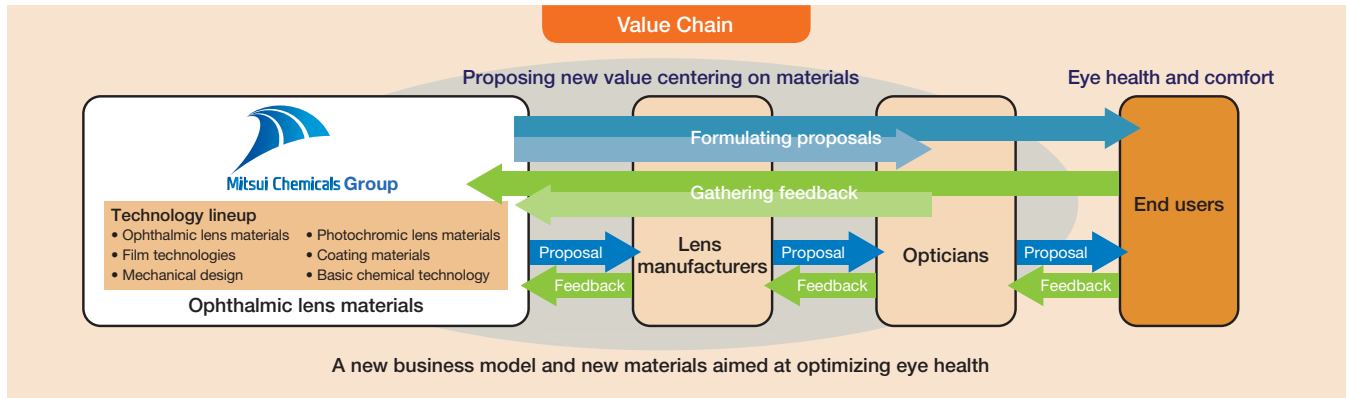 Value Chain
Proposing new value centering on materials
Eye health and comfort
Formulating proposals
Mitsui Chemicals Group
Gathering feedback
Technology lineup
• Ophthalmic lens materials
• Film technologies
• Mechanical design
• Photochromic lens materials
• Coating materials
• Basic chemical technology
Ophthalmic lens materials
Proposal
Feedback
Lens
manufacturers
Proposal
Feedback
Opticians
Proposal
Feedback
End users
A new business model and new materials aimed at optimizing eye health